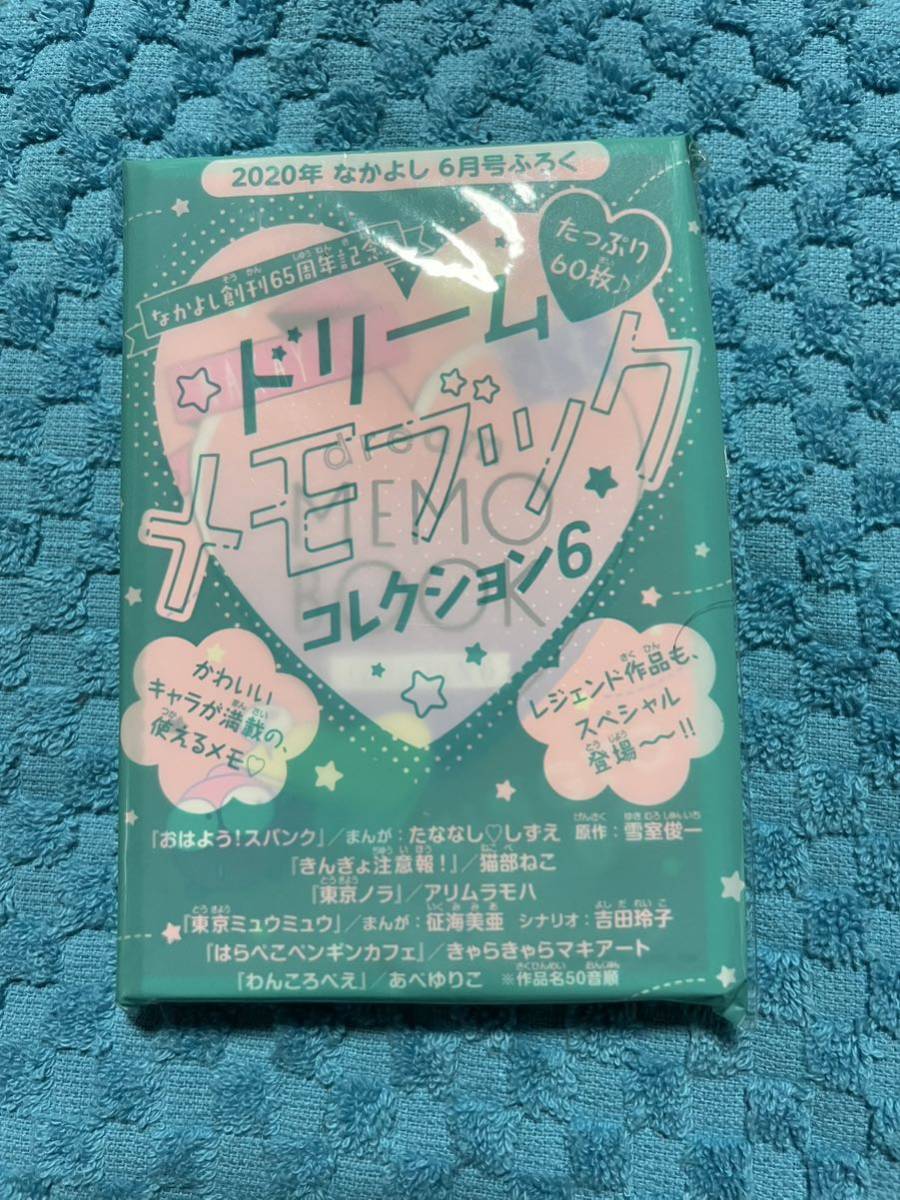 2020年 なかよし 6月号ふろく
なかよし創刊65周年記念
たっぷり
60枚♪
ドリーム
メモブック
コレクション6
dream
MEMO
BOOK
かわいい
キャラが満載の、
使えるメモ♡
レジェンド作品も、
スペシャル
登場〜〜!!
『おはよう!スパンク』/まんが:たななし♡しずえ 原作:雪室俊一
『きんぎょ注意報!』/猫部ねこ
『東京ノラ』/アリムラモハ
『東京ミュウミュウ』/まんが:征海美亜 シナリオ:吉田玲子
『はらぺこペンギンカフェ』/きゃらきゃらマキアート
『わんころべえ』/あべゆりこ ※作品名50音順